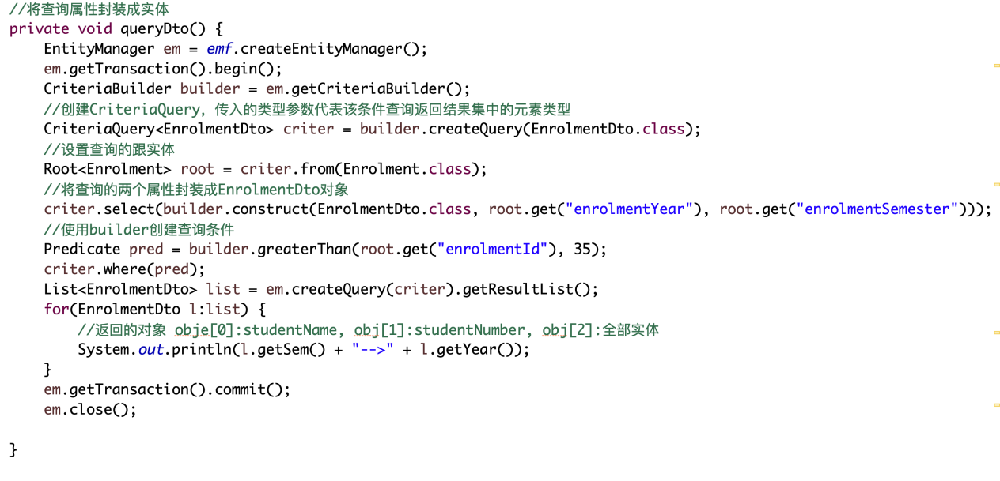 //将查询属性封装成实体
private void queryDto() {
    EntityManager em = emf.createEntityManager();
    em.getTransaction().begin();
    CriteriaBuilder builder = em.getCriteriaBuilder();
    //创建CriteriaQuery，传入的类型参数代表该条件查询返回结果集中的元素类型
    CriteriaQuery<EnrolmentDto> criter = builder.createQuery(EnrolmentDto.class);
    //设置查询的跟实体
    Root<Enrolment> root = criter.from(Enrolment.class);
    //将查询的两个属性封装成EnrolmentDto对象
    criter.select(builder.construct(EnrolmentDto.class, root.get("enrolmentYear"), root.get("enrolmentSemester")));
    //使用builder创建查询条件
    Predicate pred = builder.greaterThan(root.get("enrolmentId"), 35);
    criter.where(pred);
    List<EnrolmentDto> list = em.createQuery(criter).getResultList();
    for(EnrolmentDto l:list) {
        //返回的对象 obje[0]:studentName, obj[1]:studentNumber, obj[2]:全部实体
        System.out.println(l.getSem() + "-->" + l.getYear());
    }
    em.getTransaction().commit();
    em.close();

}